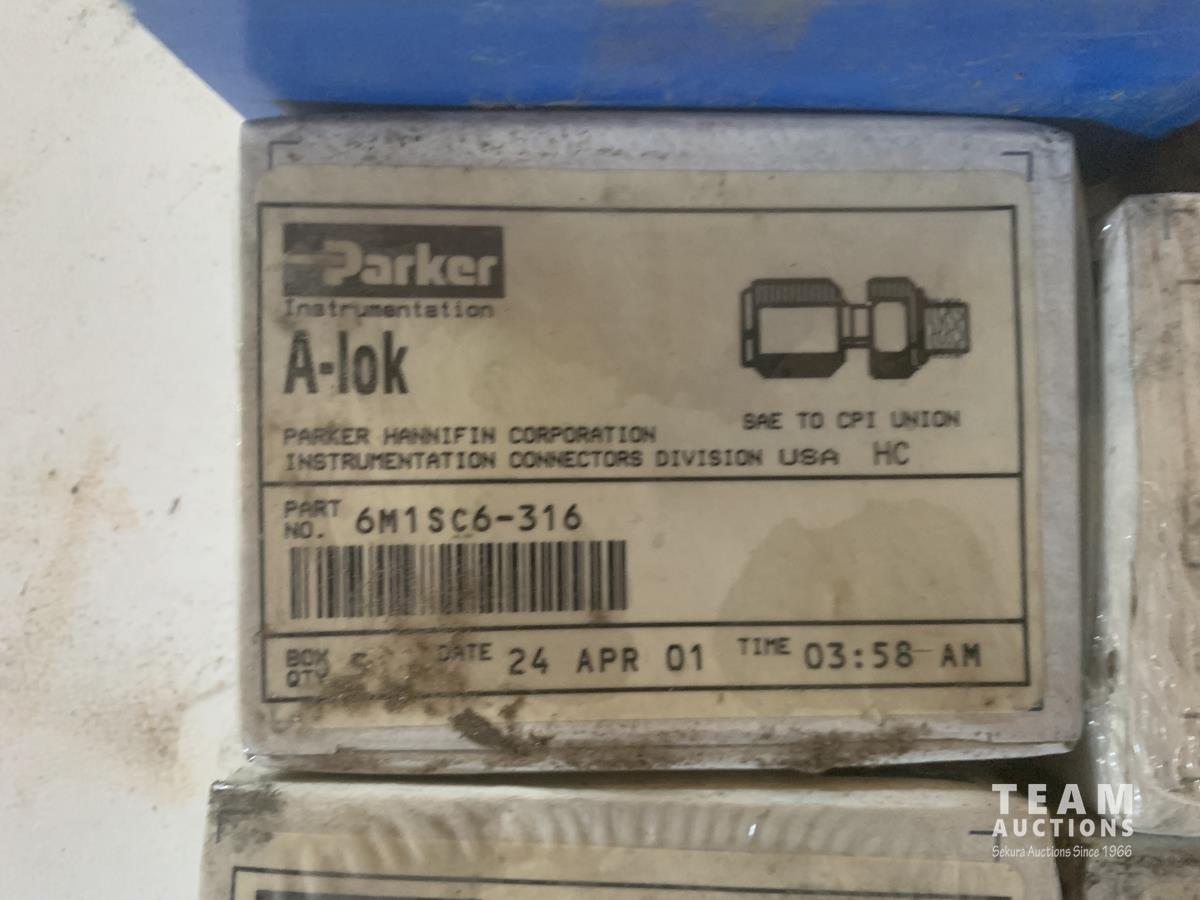 Parker
Instrumentation
A-lok
SAE TO CPI UNION
PARKER HANNIFIN CORPORATION
INSTRUMENTATION CONNECTORS DIVISION USA HC
PART NO. 6M1SC6-316
BOX QTY 5 DATE 24 APR 01 TIME 03:58 AM
TEAM
AUCTIONS
Sekura Auctions Since 1966